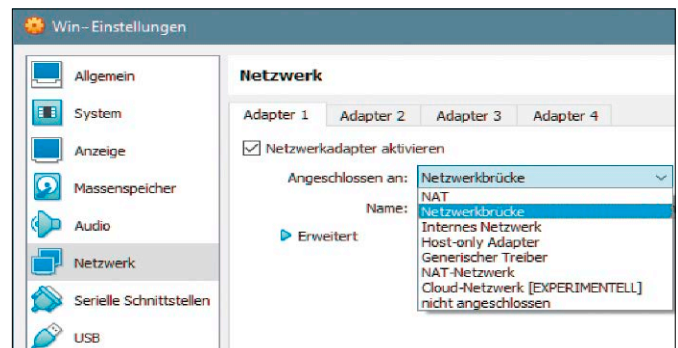 Win--Einstellungen
Allgemein
System
Anzeige
Massenspeicher
Audio
Netzwerk
Serielle Schnittstellen
USB
Netzwerk
Adapter 1 Adapter 2 Adapter 3 Adapter 4
Netzwerkadapter aktivieren
Angeschlossen an: Netzwerkbrücke
Name:
Erweitert
NAT
Netzwerkbrücke
Internes Netzwerk
Host-only Adapter
Generischer Treiber
NAT-Netzwerk
Cloud-Netzwerk [EXPERIMENTELL]
nicht angeschlossen